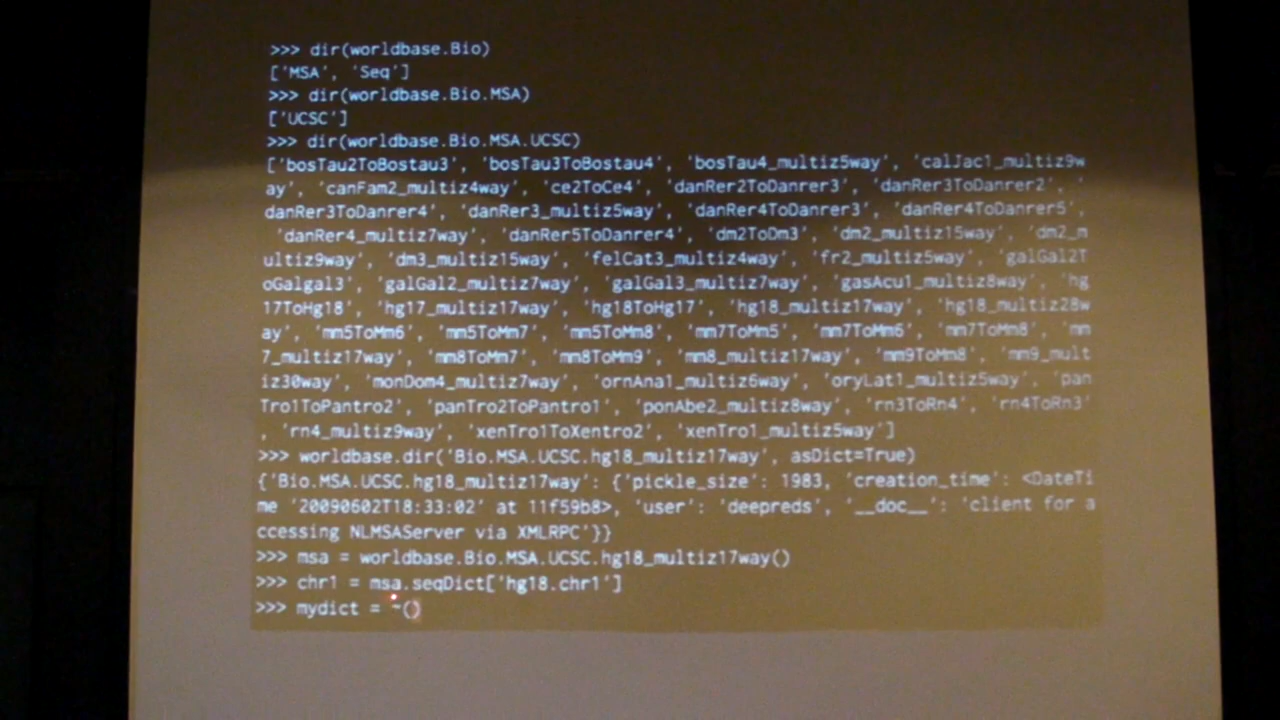 >>> dir(worldbase.Bio)
['MSA', 'Seq']
>>> dir(worldbase.Bio.MSA)
['UCSC']
>>> dir(worldbase.Bio.MSA.UCSC)
['bosTau2ToBostau3', 'bosTau3ToBostau4', 'bosTau4_multiz5way', 'calJac1_multiz9w
ay', 'canFam2_multiz4way', 'ce2ToCe4', 'danRer2ToDanrer3', 'danRer3ToDanrer2', '
danRer3ToDanrer4', 'danRer3_multiz5way', 'danRer4ToDanrer3', 'danRer4ToDanrer5',
 'danRer4_multiz7way', 'danRer5ToDanrer4', 'dm2ToDm3', 'dm2_multiz15way', 'dm2_m
ultiz9way', 'dm3_multiz15way', 'felCat3_multiz4way', 'fr2_multiz5way', 'galGal2T
oGalgal3', 'galGal2_multiz7way', 'galGal3_multiz7way', 'gasAcu1_multiz8way', 'hg
17ToHg18', 'hg17_multiz17way', 'hg18ToHg17', 'hg18_multiz17way', 'hg18_multiz28w
ay', 'mm5ToMm6', 'mm5ToMm7', 'mm5ToMm8', 'mm7ToMm5', 'mm7ToMm6', 'mm7ToMm8', 'mm
7_multiz17way', 'mm8ToMm7', 'mm8ToMm9', 'mm8_multiz17way', 'mm9ToMm8', 'mm9_mult
iz30way', 'monDom4_multiz7way', 'ornAna1_multiz6way', 'oryLat1_multiz5way', 'pan
Tro1ToPantro2', 'panTro2ToPantro1', 'ponAbe2_multiz8way', 'rn3ToRn4', 'rn4ToRn3'
, 'rn4_multiz9way', 'xenTro1ToXentro2', 'xenTro1_multiz5way']
>>> worldbase.dir('Bio.MSA.UCSC.hg18_multiz17way', asDict=True)
{'Bio.MSA.UCSC.hg18_multiz17way': {'pickle_size': 1983, 'creation_time': <DateTi
me '20090602T18:33:02' at 11f59b8>, 'user': 'deepreds', '__doc__': 'client for a
ccessing NLMSAServer via XMLRPC'}}
>>> msa = worldbase.Bio.MSA.UCSC.hg18_multiz17way()
>>> chr1 = msa.seqDict['hg18.chr1']
>>> mydict = ~()